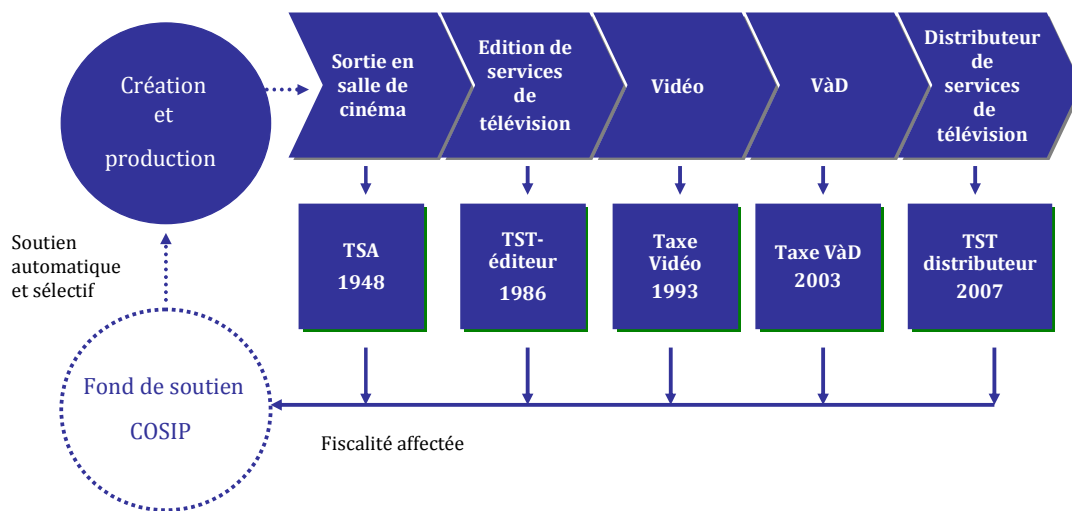 Création
et
production
Sortie en
salle de
cinéma
Edition de
services
de
télévision
Vidéo
VàD
Distributeur
de
services
de
télévision
TSA
1948
TST-
éditeur
1986
Taxe
Vidéo
1993
Taxe VàD
2003
TST
distributeur
2007
Soutien
automatique
et sélectif
Fond de soutien
COSIP
Fiscalité affectée